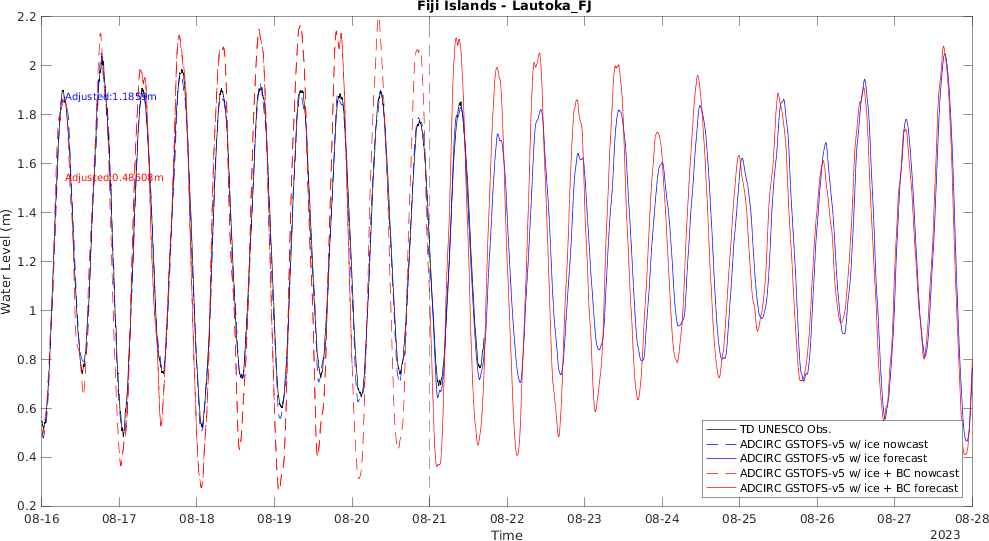 Fiji Islands - Lautoka_FJ
2.2
2
1.8
1.6
1.4
1.2
1
0.8
0.6
0.4
0.2
Water Level (m)
Adjusted:1.1859m
Adjusted:0.48608m
TD UNESCO Obs.
ADCIRC GSTOFS-v5 w/ ice nowcast
ADCIRC GSTOFS-v5 w/ ice forecast
ADCIRC GSTOFS-v5 w/ ice + BC nowcast
ADCIRC GSTOFS-v5 w/ ice + BC forecast
08-16 08-17 08-18 08-19 08-20 08-21 08-22 08-23 08-24 08-25 08-26 08-27 08-28
Time
2023